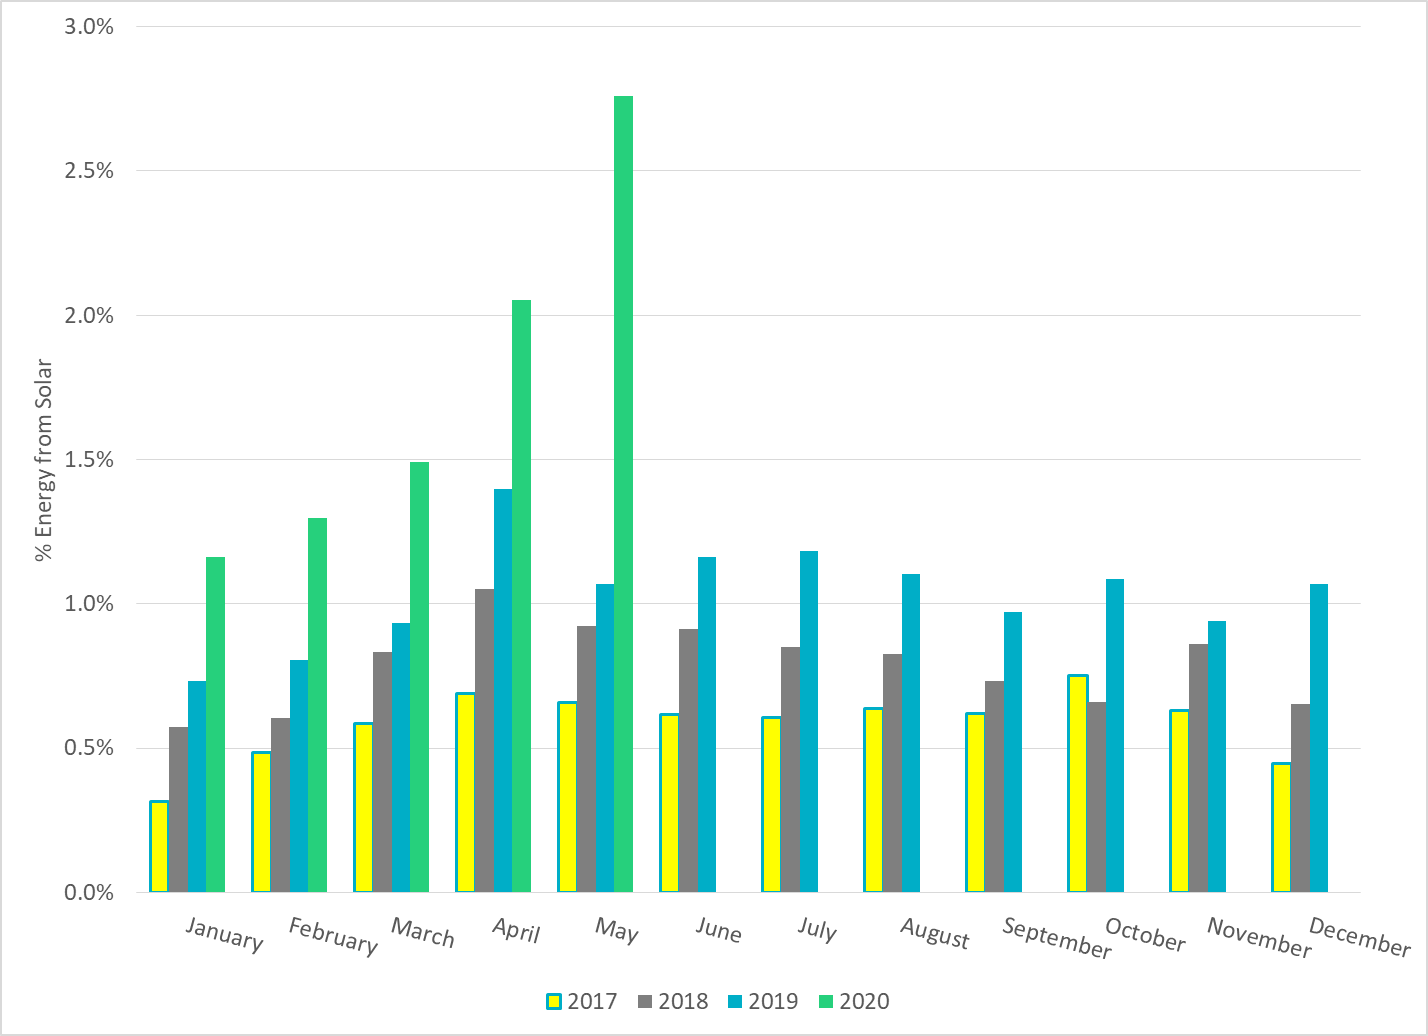 3.0%
2.5%
2.0%
1.5%
1.0%
0.5%
0.0%
% Energy from Solar
January February March April May June July August September October November December
2017 2018 2019 2020